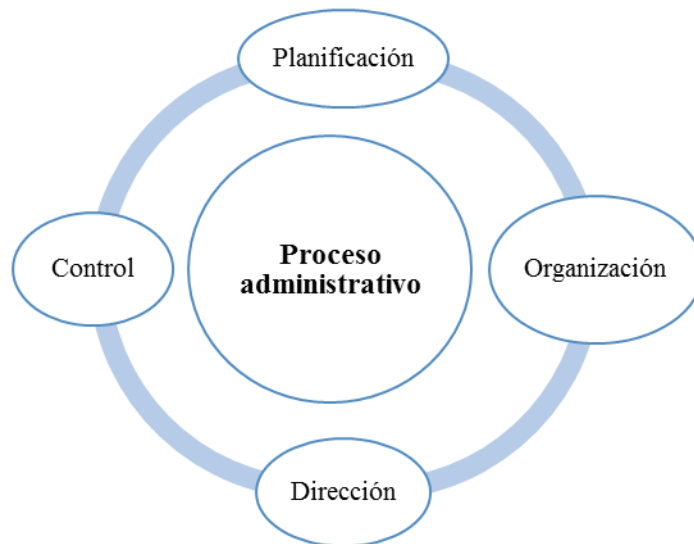 Planificación
Control
Proceso
administrativo
Organización
Dirección